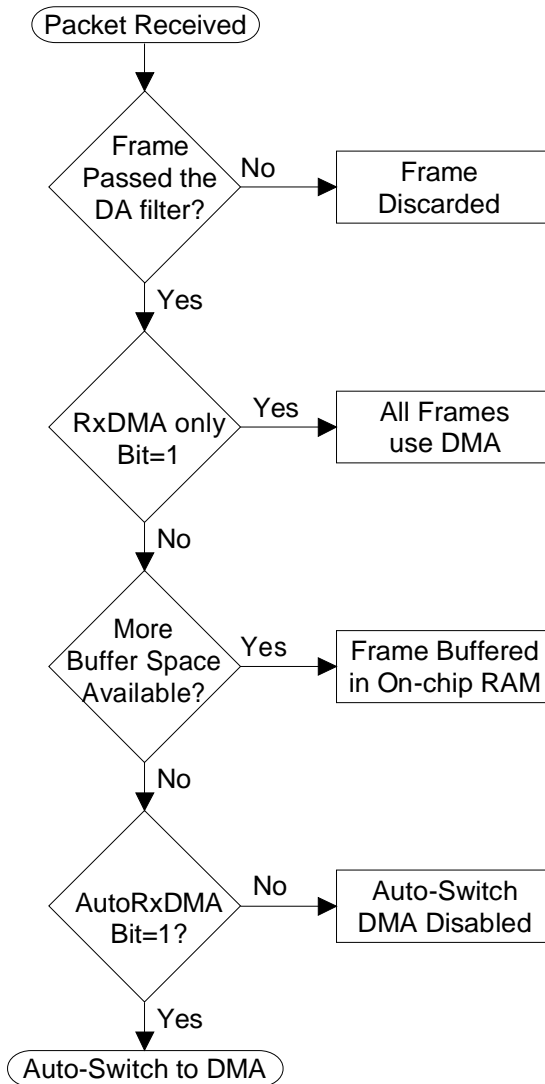 Packet Received
Frame
Passed the
DA filter?
No
Frame
Discarded
Yes
RxDMA only
Bit=1
Yes
All Frames
use DMA
No
More
Buffer Space
Available?
Yes
Frame Buffered
in On-chip RAM
No
AutoRxDMA
Bit=1?
No
Auto-Switch
DMA Disabled
Yes
Auto-Switch to DMA